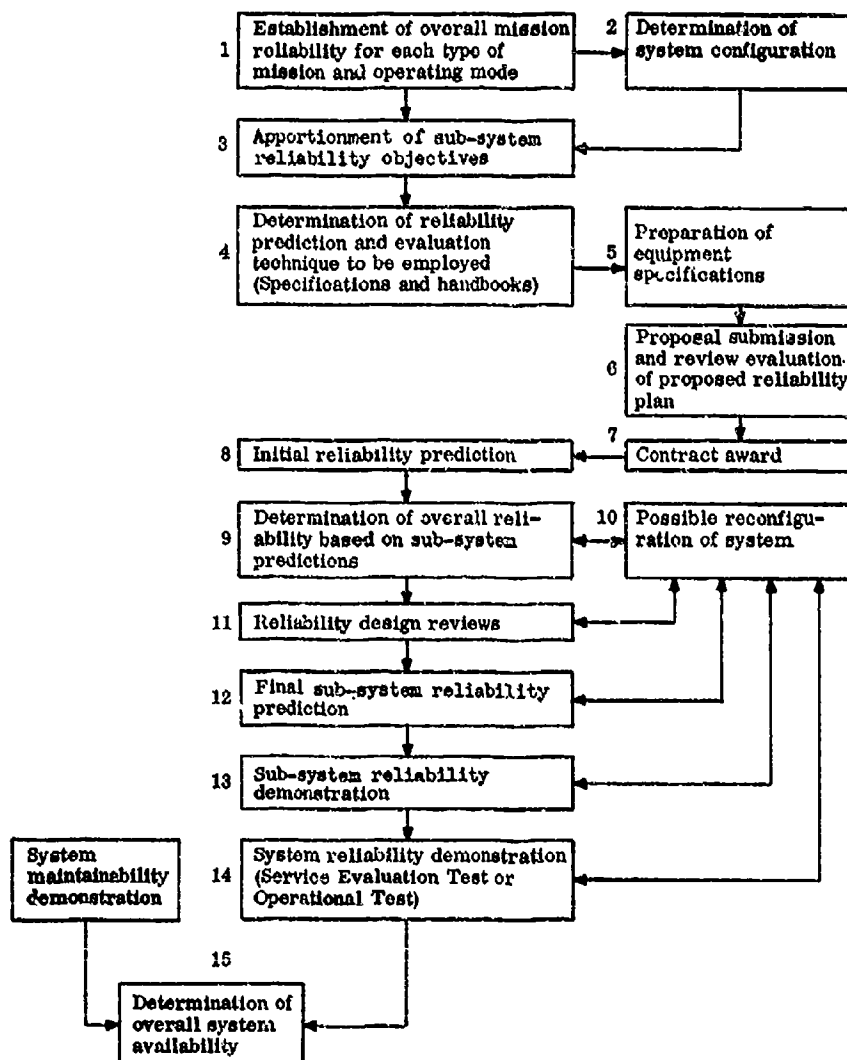 1
Establishment of overall mission
reliability for each type of
mission and operating mode
2
Determination of
system configuration
3
Apportionment of sub-system
reliability objectives
4
Determination of reliability
prediction and evaluation
technique to be employed
(Specifications and handbooks)
5
Preparation of
equipment
specifications
6
Proposal submission
and review evaluation
of proposed reliability
plan
7
Contract award
8
Initial reliability prediction
9
Determination of overall reli-
ability based on sub-system
predictions
10
Possible reconfigu-
ration of system
11
Reliability design reviews
12
Final sub-system reliability
prediction
13
Sub-system reliability
demonstration
System
maintainability
demonstration
14
System reliability demonstration
(Service Evaluation Test or
Operational Test)
15
Determination of
overall system
availability